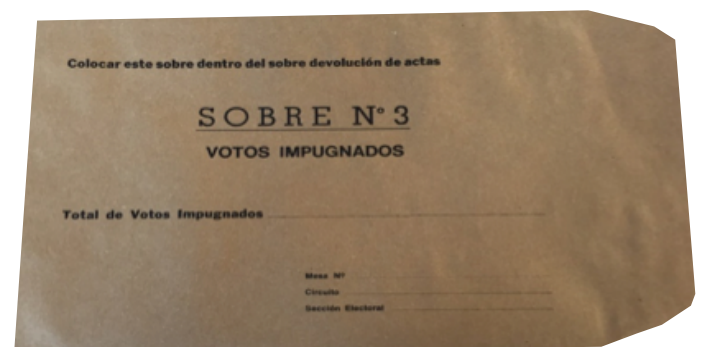 Colocar este sobre dentro del sobre devolución de actas
SOBRE N° 3
VOTOS IMPUGNADOS
Total de Votos Impugnados
Mesa Nº
Circuito
Sección Electoral